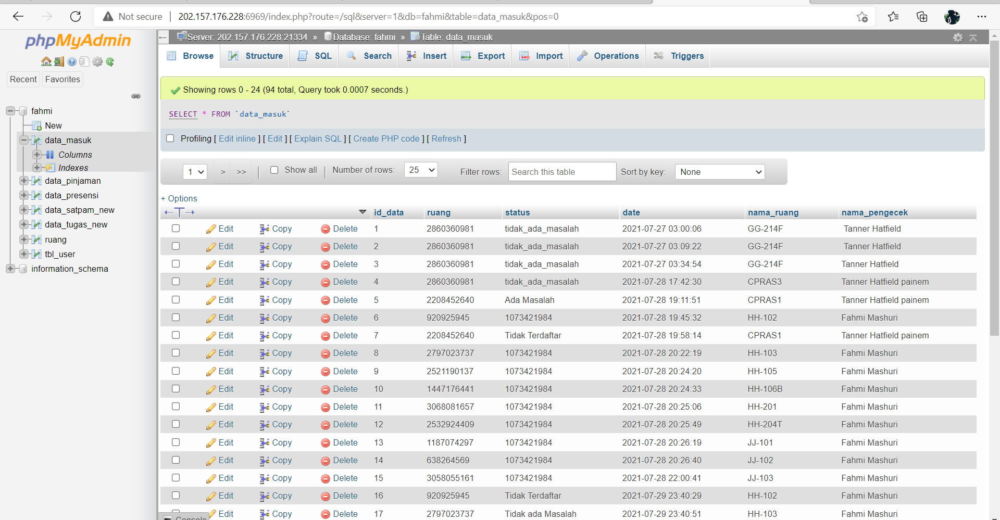 Not secure 202.157.176.228:6969/index.php?route=/sql&server=1&db=fahmi&table=data_masuk&pos=0
phpMyAdmin
Recent Favorites
fahmi
New
data_masuk
Columns
Indexes
data_pinjaman
data_presensi
data_satpam_new
data_tugas_new
ruang
tbl_user
information_schema
Server: 202.157.176.228:21334 » Database: fahmi » Table: data_masuk
Browse Structure SQL Search Insert Export Import Operations Triggers
Showing rows 0 - 24 (94 total, Query took 0.0007 seconds.)
SELECT * FROM `data_masuk`
Profiling [ Edit inline ] [ Edit ] [ Explain SQL ] [ Create PHP code ] [ Refresh ]
1 > >> | Show all | Number of rows: 25 Filter rows: Search this table Sort by key: None
+ Options
←T→ id_data ruang status date nama_ruang nama_pengecek
Edit Copy Delete 1 2860360981 tidak_ada_masalah 2021-07-27 03:00:06 GG-214F Tanner Hatfield
Edit Copy Delete 2 2860360981 tidak_ada_masalah 2021-07-27 03:09:22 GG-214F Tanner Hatfield
Edit Copy Delete 3 2860360981 tidak_ada_masalah 2021-07-27 03:34:54 GG-214F Tanner Hatfield
Edit Copy Delete 4 2860360981 tidak_ada_masalah 2021-07-28 17:42:30 CPRAS3 Tanner Hatfield painem
Edit Copy Delete 5 2208452640 Ada Masalah 2021-07-28 19:11:51 CPRAS1 Tanner Hatfield painem
Edit Copy Delete 6 920925945 1073421984 2021-07-28 19:45:32 HH-102 Fahmi Mashuri
Edit Copy Delete 7 2208452640 Tidak Terdaftar 2021-07-28 19:58:14 CPRAS1 Tanner Hatfield painem
Edit Copy Delete 8 2797023737 1073421984 2021-07-28 20:22:19 HH-103 Fahmi Mashuri
Edit Copy Delete 9 2521190137 1073421984 2021-07-28 20:24:20 HH-105 Fahmi Mashuri
Edit Copy Delete 10 1447176441 1073421984 2021-07-28 20:24:33 HH-106B Fahmi Mashuri
Edit Copy Delete 11 3068081657 1073421984 2021-07-28 20:25:06 HH-201 Fahmi Mashuri
Edit Copy Delete 12 2532924409 1073421984 2021-07-28 20:25:49 HH-204T Fahmi Mashuri
Edit Copy Delete 13 1187074297 1073421984 2021-07-28 20:26:19 JJ-101 Fahmi Mashuri
Edit Copy Delete 14 638264569 1073421984 2021-07-28 20:26:40 JJ-102 Fahmi Mashuri
Edit Copy Delete 15 3058055161 1073421984 2021-07-28 22:00:41 JJ-103 Fahmi Mashuri
Edit Copy Delete 16 920925945 Tidak Terdaftar 2021-07-29 23:40:29 HH-102 Fahmi Mashuri
Edit Copy Delete 17 2797023737 Tidak ada Masalah 2021-07-29 23:40:51 HH-103 Fahmi Mashuri
Console